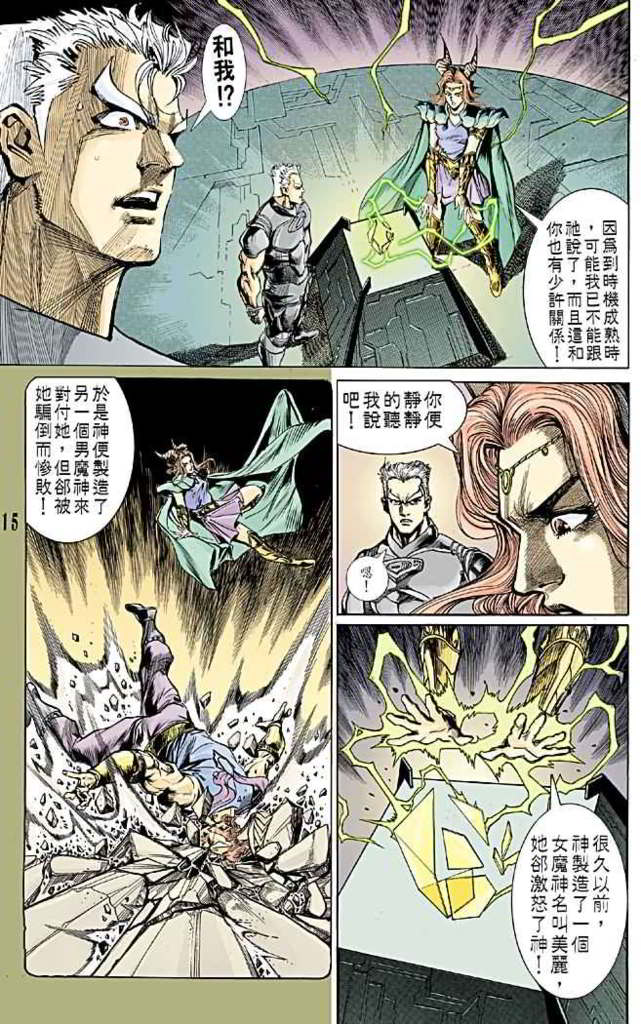 因爲到時機成熟時
，可能我已不能跟
祂說了，而且這和
你也有少許關係！
和我！？
你便
靜靜
的聽
我說
吧！
嗯！
很久以前，
神製造了一個
女魔神名叫美麗，
她卻激怒了神！
於是神便製造了
另一個男魔神來
對付她，但卻被
她騙倒而慘敗！
15